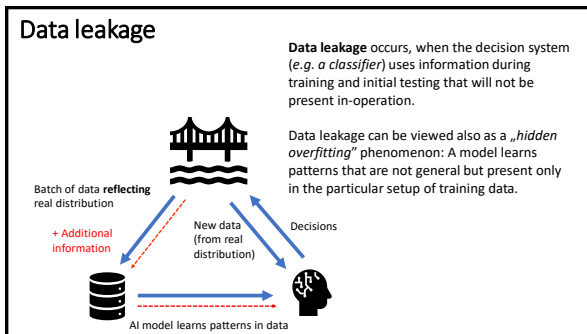 Data leakage
Data leakage occurs, when the decision system
(e.g. a classifier) uses information during
training and initial testing that will not be
present in-operation.
Data leakage can be viewed also as a „hidden
overfitting” phenomenon: A model learns
patterns that are not general but present only
in the particular setup of training data.
Batch of data reflecting
real distribution
+ Additional
information
New data
(from real
distribution)
Decisions
AI model learns patterns in data